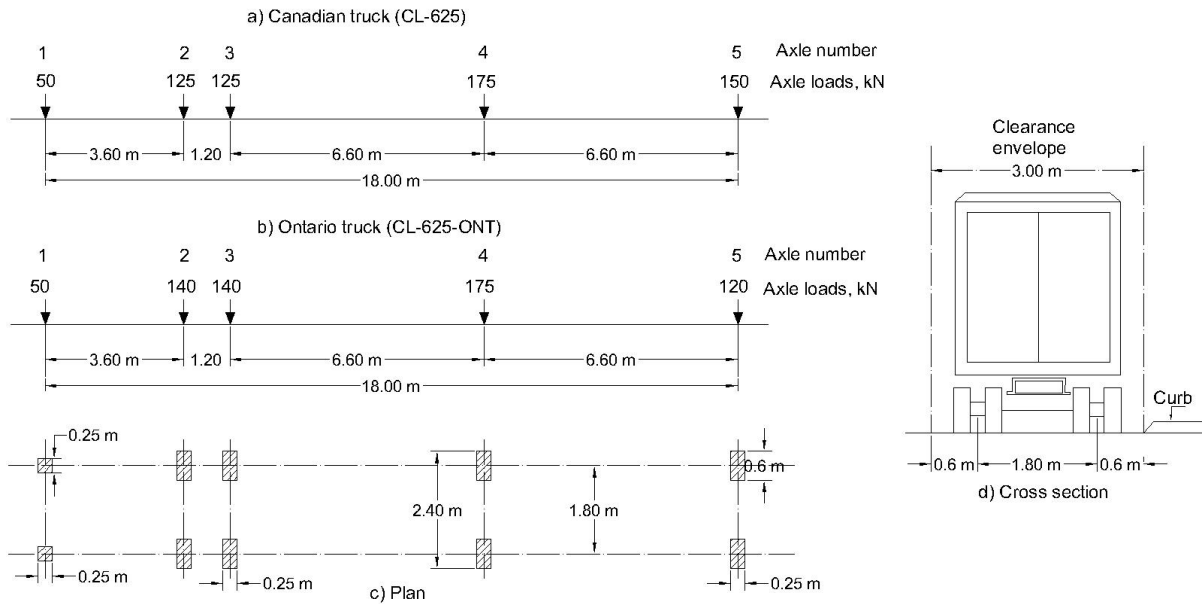 a) Canadian truck (CL-625)
1 2 3 4 5 Axle number
50 125 125 175 150 Axle loads, kN
3.60 m 1.20 6.60 m 6.60 m
18.00 m
b) Ontario truck (CL-625-ONT)
1 2 3 4 5 Axle number
50 140 140 175 120 Axle loads, kN
3.60 m 1.20 6.60 m 6.60 m
18.00 m
0.25 m
2.40 m 1.80 m 0.6 m
0.25 m 0.25 m 0.25 m
c) Plan
Clearance
envelope
3.00 m
Curb
0.6 m 1.80 m 0.6 m
d) Cross section